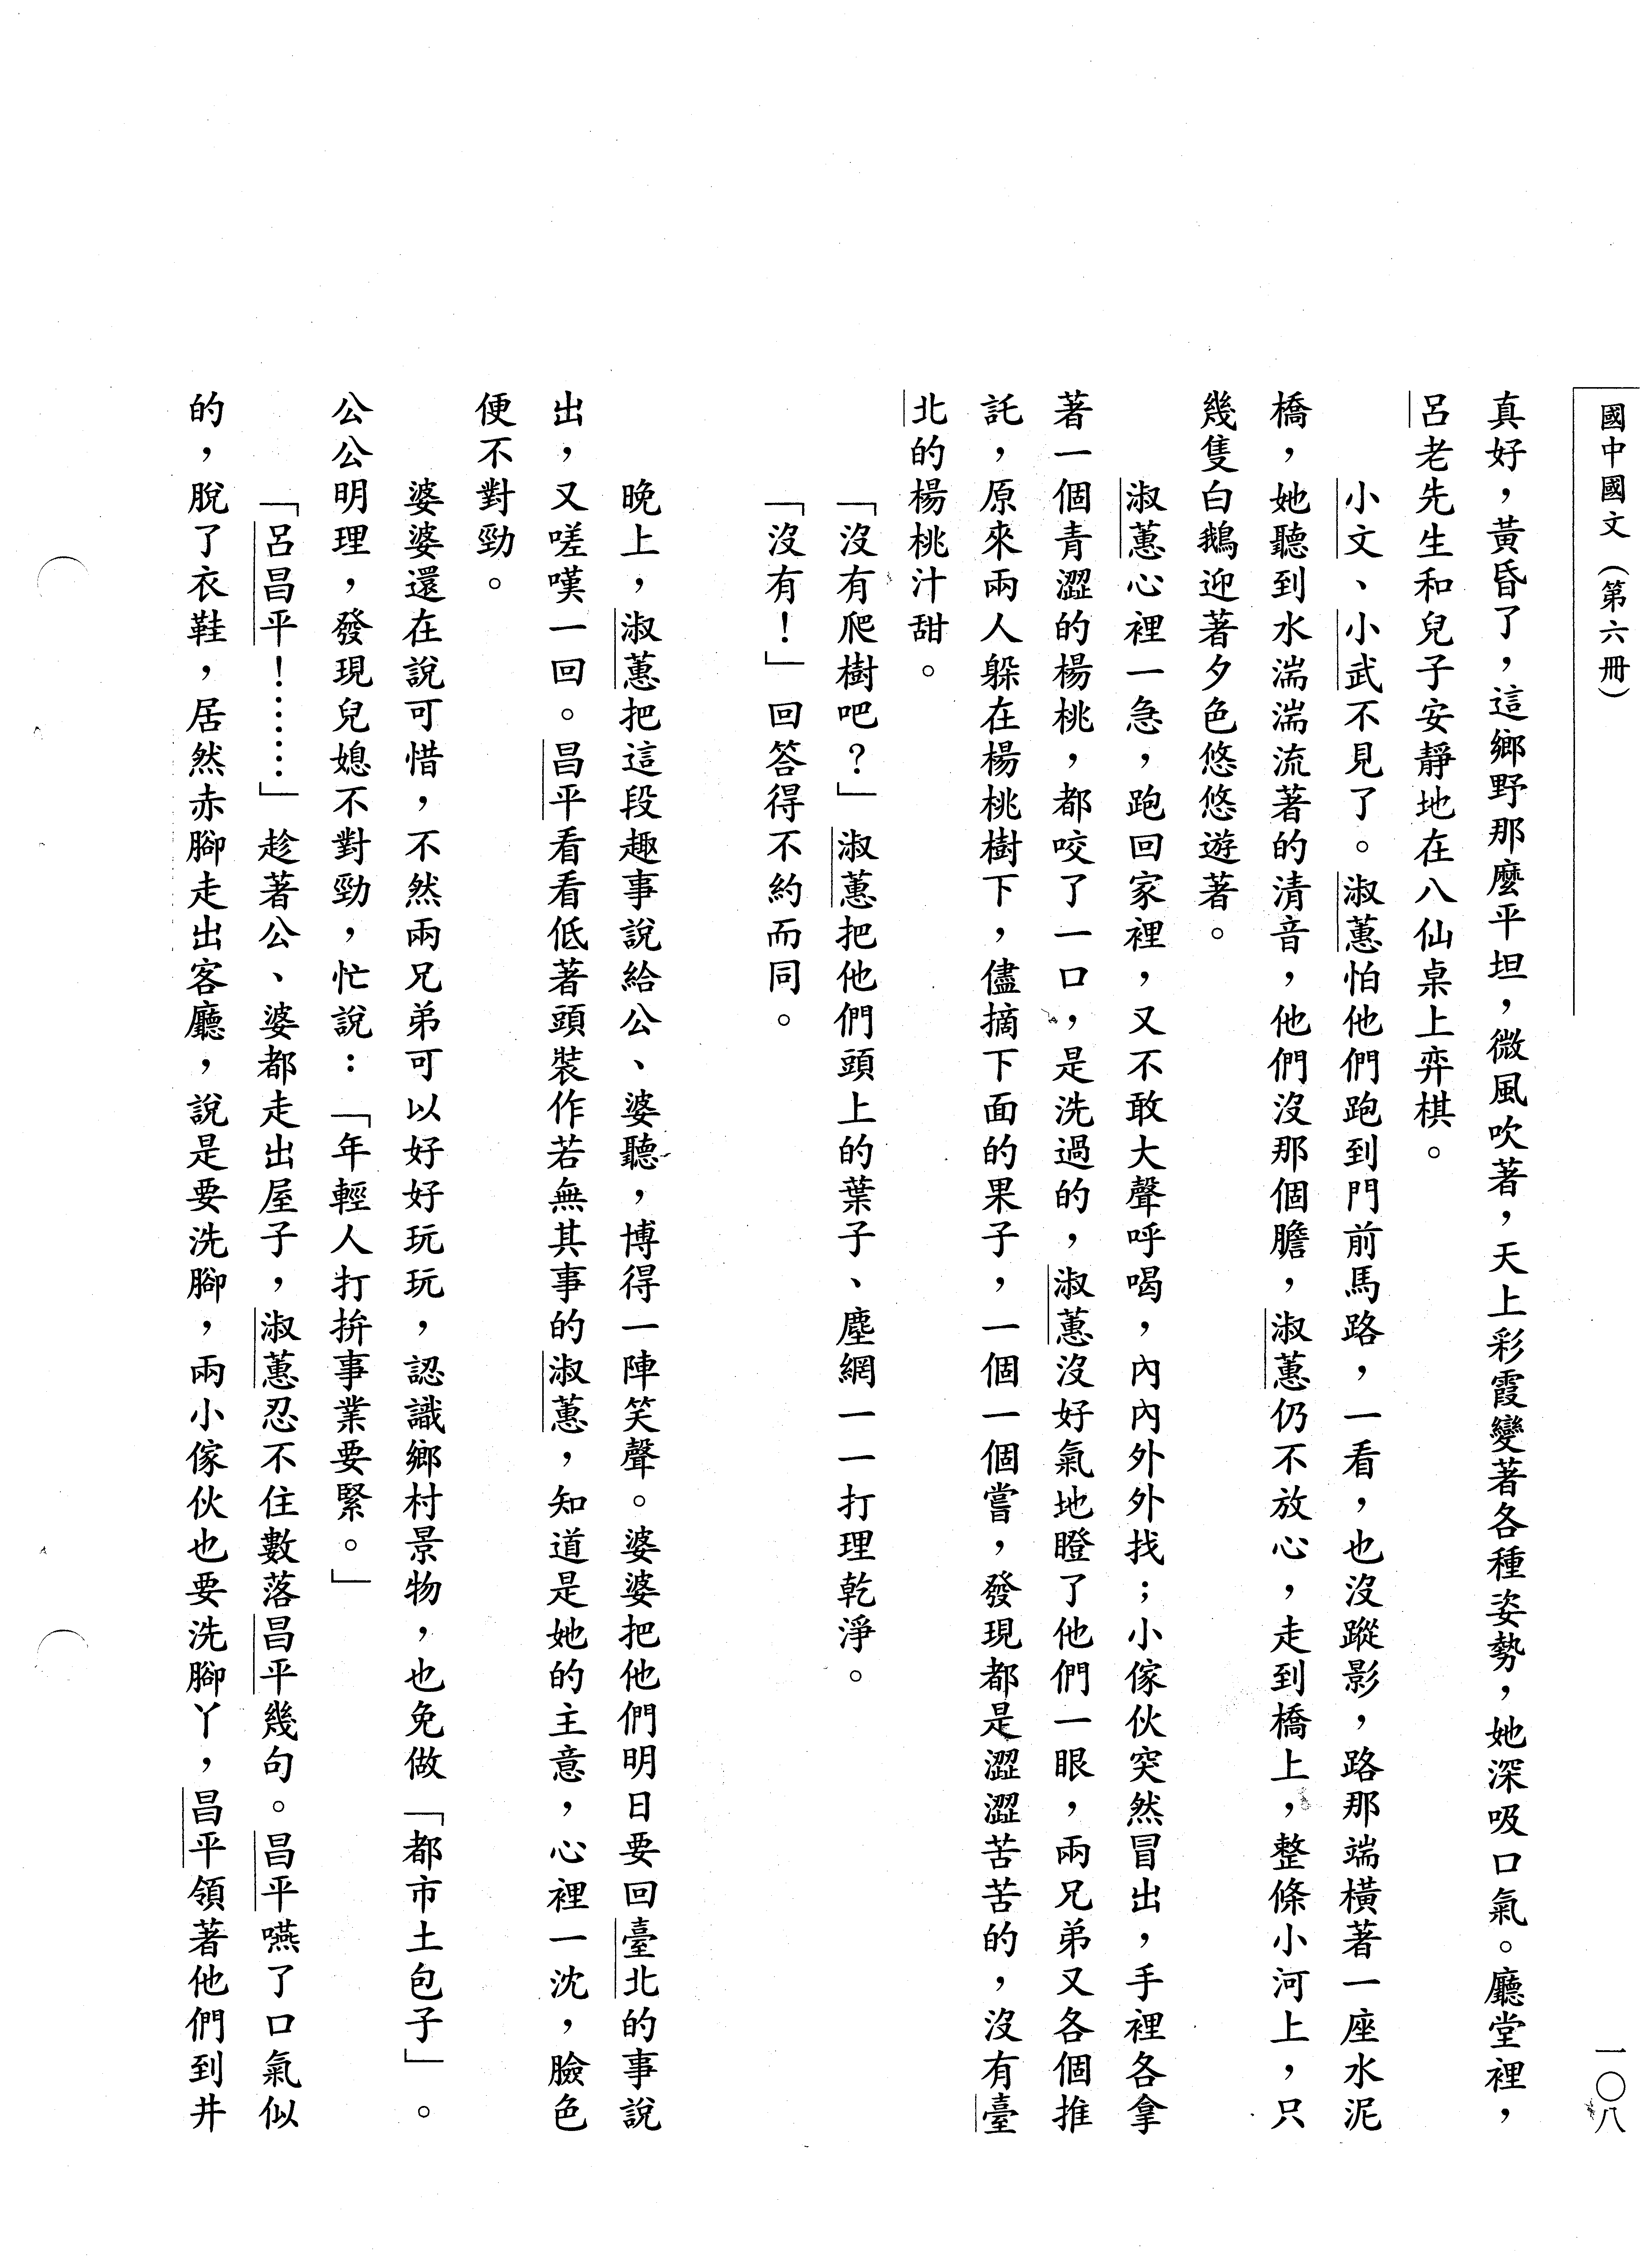 國中國文（第六冊）
一〇八
真好，黃昏了，這鄉野那麼平坦，微風吹著，天上彩霞變著各種姿勢，她深吸口氣。廳堂裡，
呂老先生和兒子安靜地在八仙桌上弈棋。
小文、小武不見了。淑蕙怕他們跑到門前馬路，一看，也沒蹤影，路那端橫著一座水泥
橋，她聽到水湍湍流著的清音，他們沒那個膽，淑蕙仍不放心，走到橋上，整條小河上，只
幾隻白鵝迎著夕色悠悠遊著。
淑蕙心裡一急，跑回家裡，又不敢大聲呼喝，內內外外找；小傢伙突然冒出，手裡各拿
著一個青澀的楊桃，都咬了一口，是洗過的，淑蕙沒好氣地瞪了他們一眼，兩兄弟又各個推
託，原來兩人躲在楊桃樹下，儘摘下面的果子，一個一個嘗，發現都是澀澀苦苦的，沒有臺
北的楊桃汁甜。
「沒有爬樹吧？」淑蕙把他們頭上的葉子、塵網一一打理乾淨。
「沒有！」回答得不約而同。
晚上，淑蕙把這段趣事說給公、婆聽，博得一陣笑聲。婆婆把他們明日要回臺北的事說
出，又嗟嘆一回。昌平看看低著頭裝作若無其事的淑蕙，知道是她的主意，心裡一沈，臉色
便不對勁。
婆婆還在說可惜，不然兩兄弟可以好好玩玩，認識鄉村景物，也免做「都市土包子」。
公公明理，發現兒媳不對勁，忙說：「年輕人打拚事業要緊。」
「呂昌平！……」趁著公、婆都走出屋子，淑蕙忍不住數落昌平幾句。昌平嚥了口氣似
的，脫了衣鞋，居然赤腳走出客廳，說是要洗腳，兩小傢伙也要洗腳丫，昌平領著他們到井